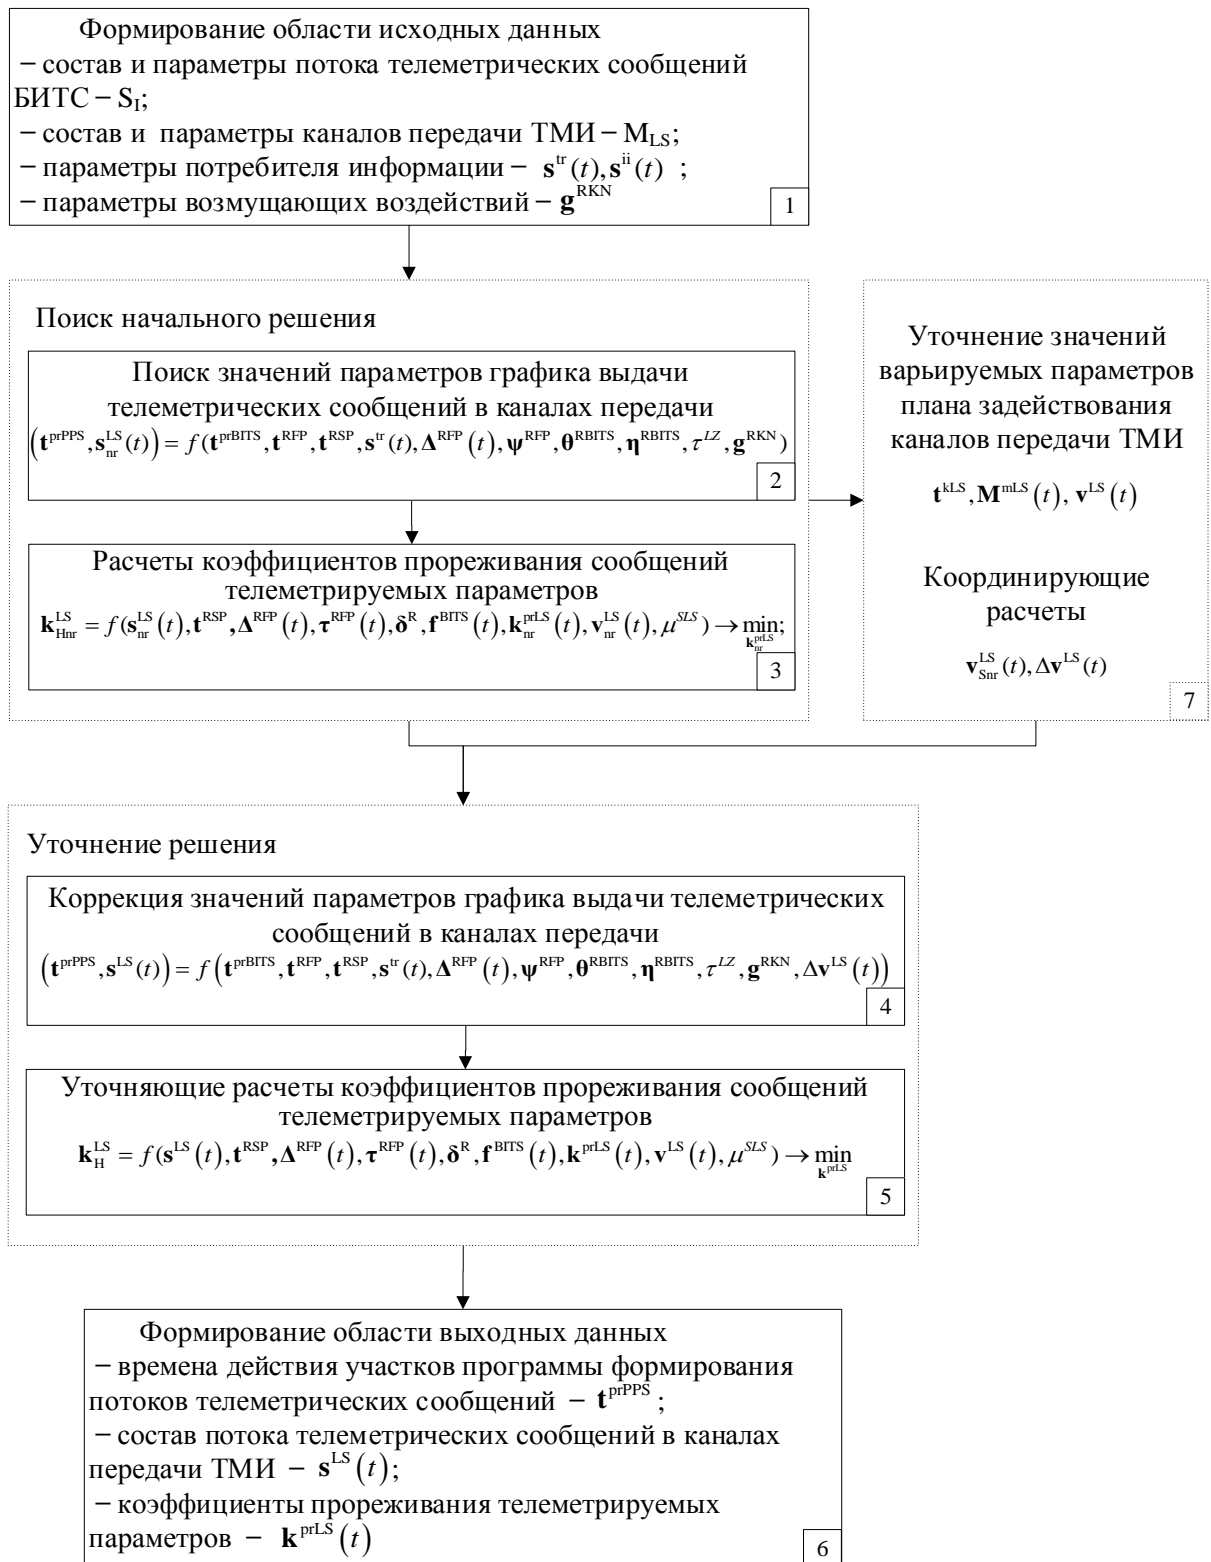 Формирование области исходных данных
– состав и параметры потока телеметрических сообщений
БИТС – S_I;
– состав и параметры каналов передачи ТМИ – M_LS;
– параметры потребителя информации – s^tr(t), s^ii(t) ;
– параметры возмущающих воздействий – g^RKN
1
Поиск начального решения
Поиск значений параметров графика выдачи
телеметрических сообщений в каналах передачи
(t^prPPS, s_nr^LS(t)) = f(t^prBITS, t^RFP, t^RSP, s^tr(t), Δ^RFP(t), ψ^RFP, θ^RBITS, η^RBITS, τ^LZ, g^RKN)
2
Расчеты коэффициентов прореживания сообщений
телеметрируемых параметров
k_Hnr^LS = f(s_nr^LS(t), t^RSP, Δ^RFP(t), τ^RFP(t), δ^R, f^BITS(t), k_nr^prLS(t), v_nr^LS(t), μ^SLS) → min;
k_nr^prLS
3
Уточнение значений
варьируемых параметров
плана задействования
каналов передачи ТМИ
t^kLS, M^mLS(t), v^LS(t)
Координирующие
расчеты
v_Snr^LS(t), Δv^LS(t)
7
Уточнение решения
Коррекция значений параметров графика выдачи телеметрических
сообщений в каналах передачи
(t^prPPS, s^LS(t)) = f(t^prBITS, t^RFP, t^RSP, s^tr(t), Δ^RFP(t), ψ^RFP, θ^RBITS, η^RBITS, τ^LZ, g^RKN, Δv^LS(t))
4
Уточняющие расчеты коэффициентов прореживания сообщений
телеметрируемых параметров
k_H^LS = f(s^LS(t), t^RSP, Δ^RFP(t), τ^RFP(t), δ^R, f^BITS(t), k^prLS(t), v^LS(t), μ^SLS) → min
k^prLS
5
Формирование области выходных данных
– времена действия участков программы формирования
потоков телеметрических сообщений – t^prPPS ;
– состав потока телеметрических сообщений в каналах
передачи ТМИ – s^LS(t);
– коэффициенты прореживания телеметрируемых
параметров – k^prLS(t)
6